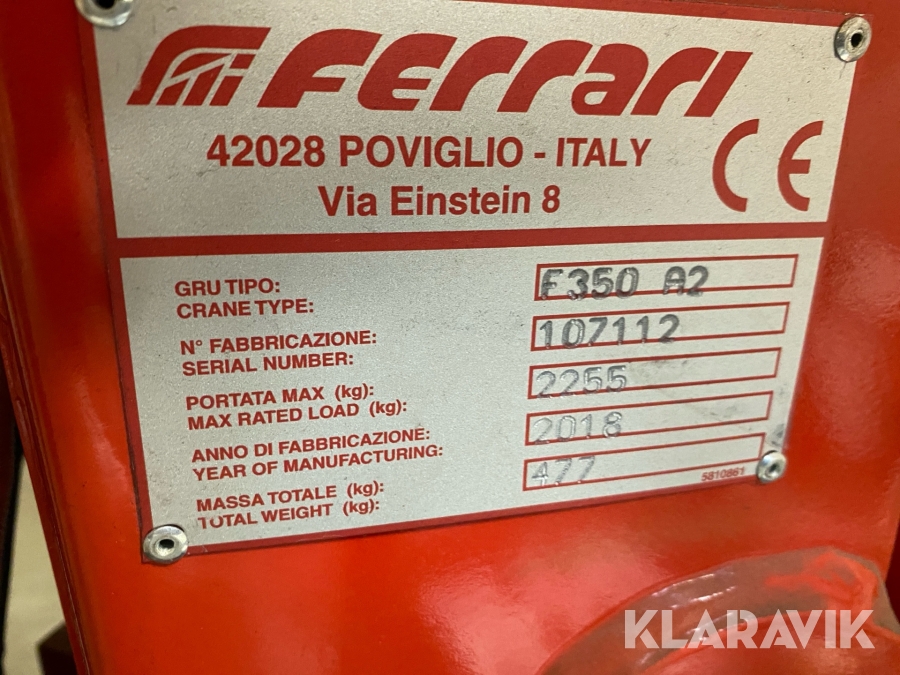 Ferrari
42028 POVIGLIO - ITALY
Via Einstein 8
CE
GRU TIPO:
CRANE TYPE:
F350 A2
N° FABBRICAZIONE:
SERIAL NUMBER:
107112
PORTATA MAX (kg):
MAX RATED LOAD (kg):
2255
ANNO DI FABBRICAZIONE:
YEAR OF MANUFACTURING:
2018
MASSA TOTALE (kg):
TOTAL WEIGHT (kg):
477
5810861
KLARAVIK